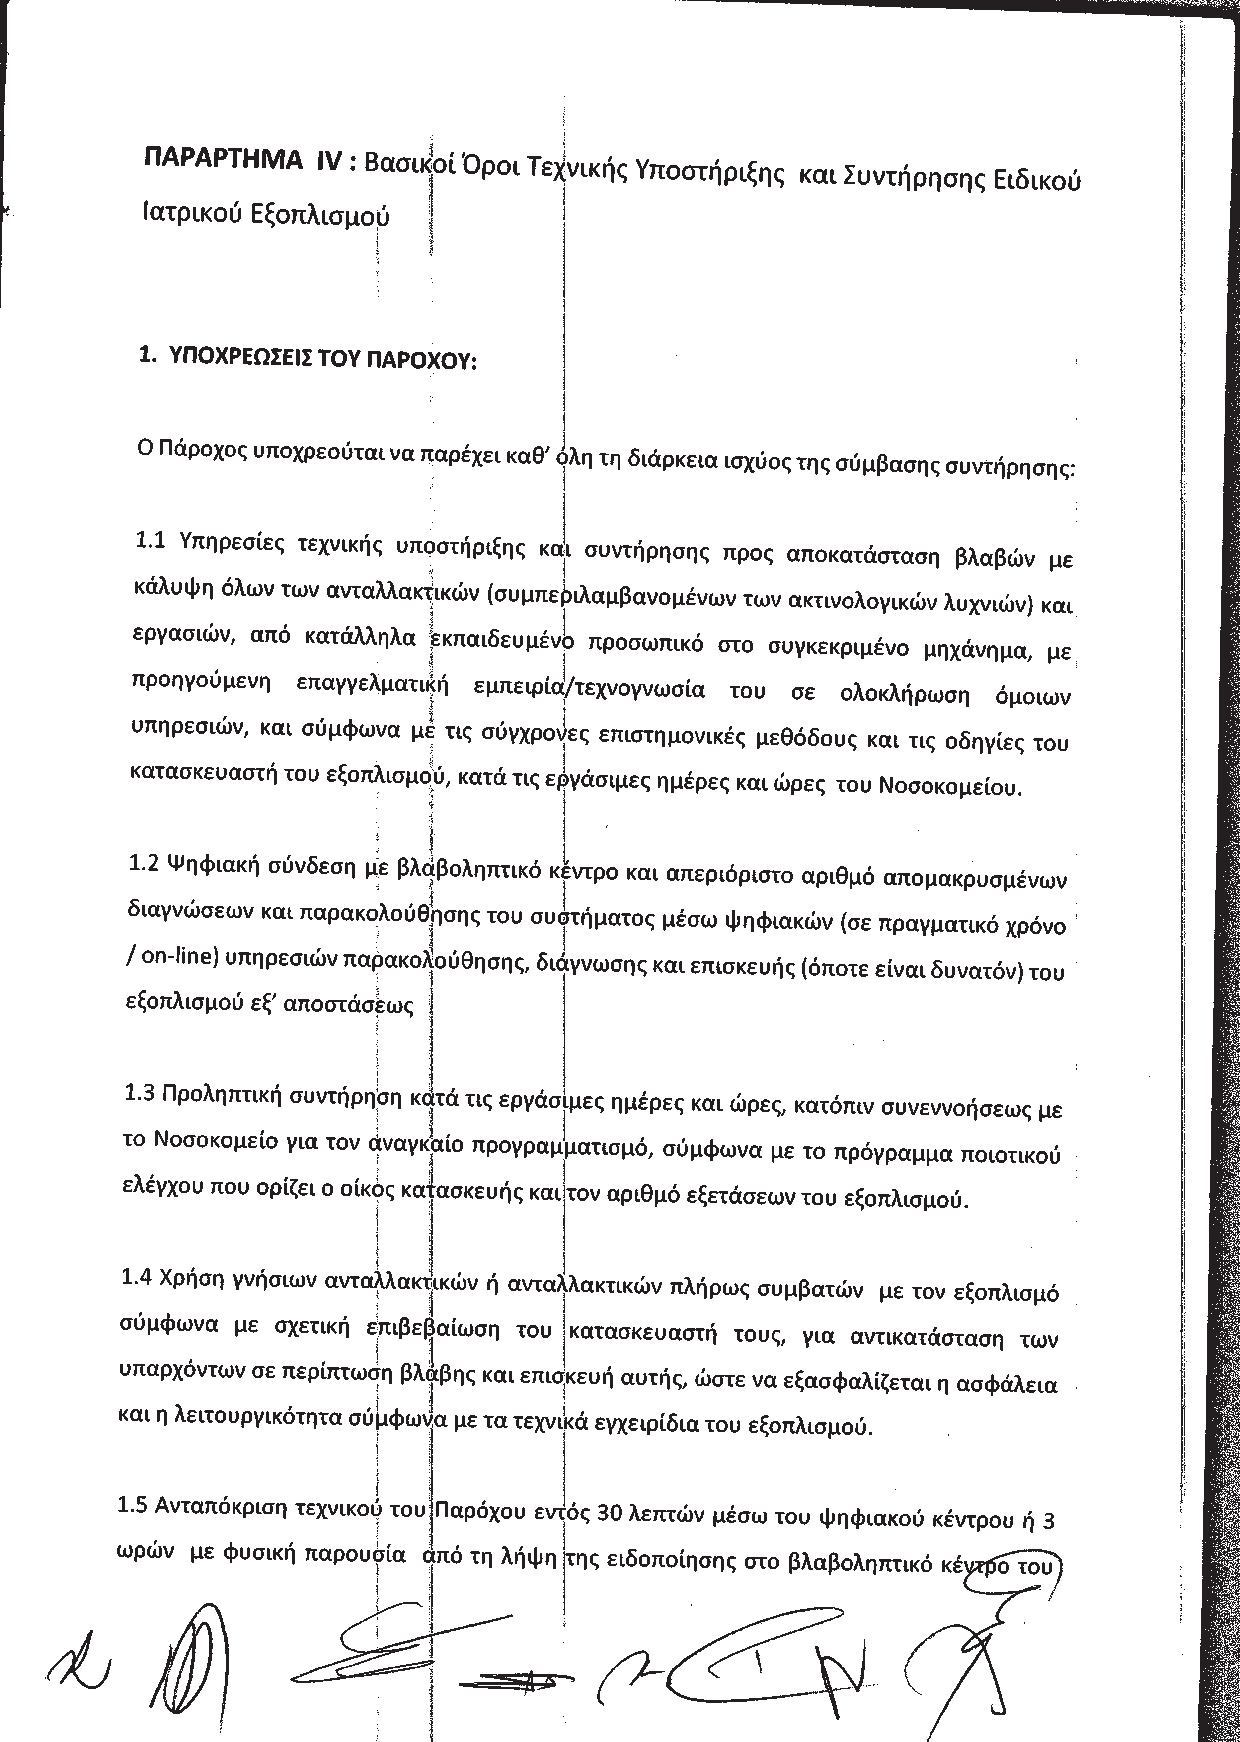 ΠΑΡΑΡΤΗΜΑ IV : Βασικοί Όροι Τεχνικής Υποστήριξης και Συντήρησης Ειδικού
Ιατρικού Εξοπλισμού
1. ΥΠΟΧΡΕΩΣΕΙΣ ΤΟΥ ΠΑΡΟΧΟΥ:
Ο Πάροχος υποχρεούται να παρέχει καθ’ όλη τη διάρκεια ισχύος της σύμβασης συντήρησης:
1.1 Υπηρεσίες τεχνικής υποστήριξης και συντήρησης προς αποκατάσταση βλαβών με
κάλυψη όλων των ανταλλακτικών (συμπεριλαμβανομένων των ακτινολογικών λυχνιών) και
εργασιών, από κατάλληλα εκπαιδευμένο προσωπικό στο συγκεκριμένο μηχάνημα, με
προηγούμενη επαγγελματική εμπειρία/τεχνογνωσία του σε ολοκλήρωση όμοιων
υπηρεσιών, και σύμφωνα με τις σύγχρονες επιστημονικές μεθόδους και τις οδηγίες του
κατασκευαστή του εξοπλισμού, κατά τις εργάσιμες ημέρες και ώρες του Νοσοκομείου.
1.2 Ψηφιακή σύνδεση με βλαβοληπτικό κέντρο και απεριόριστο αριθμό απομακρυσμένων
διαγνώσεων και παρακολούθησης του συστήματος μέσω ψηφιακών (σε πραγματικό χρόνο
/ on-line) υπηρεσιών παρακολούθησης, διάγνωσης και επισκευής (όποτε είναι δυνατόν) του
εξοπλισμού εξ’ αποστάσεως
1.3 Προληπτική συντήρηση κατά τις εργάσιμες ημέρες και ώρες, κατόπιν συνεννοήσεως με
το Νοσοκομείο για τον αναγκαίο προγραμματισμό, σύμφωνα με το πρόγραμμα ποιοτικού
ελέγχου που ορίζει ο οίκος κατασκευής και τον αριθμό εξετάσεων του εξοπλισμού.
1.4 Χρήση γνήσιων ανταλλακτικών ή ανταλλακτικών πλήρως συμβατών με τον εξοπλισμό
σύμφωνα με σχετική επιβεβαίωση του κατασκευαστή τους, για αντικατάσταση των
υπαρχόντων σε περίπτωση βλάβης και επισκευή αυτής, ώστε να εξασφαλίζεται η ασφάλεια
και η λειτουργικότητα σύμφωνα με τα τεχνικά εγχειρίδια του εξοπλισμού.
1.5 Ανταπόκριση τεχνικού του Παρόχου εντός 30 λεπτών μέσω του ψηφιακού κέντρου ή 3
ωρών με φυσική παρουσία από τη λήψη της ειδοποίησης στο βλαβοληπτικό κέντρο του